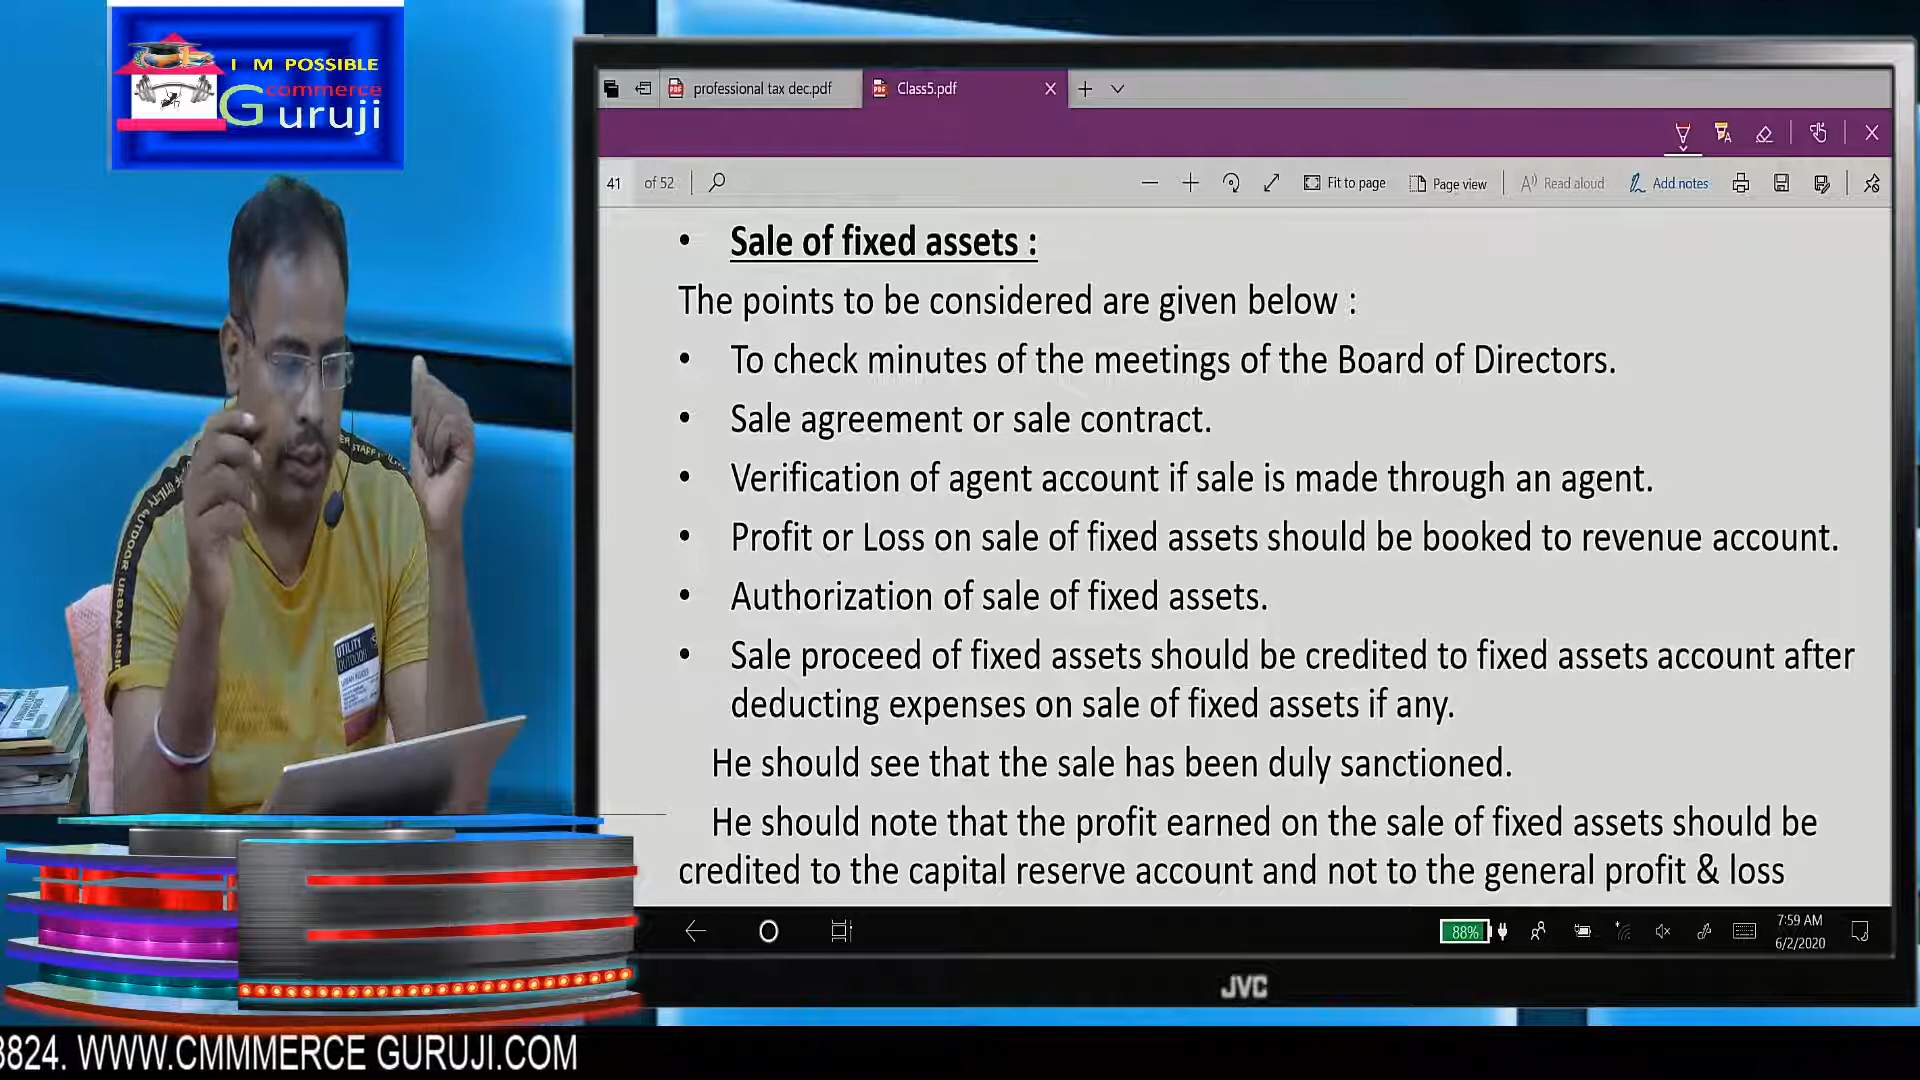 I M POSSIBLE
commerce
Guruji
professional tax dec.pdf
Class5.pdf
41 of 52
Fit to page
Page view
Read aloud
Add notes
• Sale of fixed assets :
The points to be considered are given below :
• To check minutes of the meetings of the Board of Directors.
• Sale agreement or sale contract.
• Verification of agent account if sale is made through an agent.
• Profit or Loss on sale of fixed assets should be booked to revenue account.
• Authorization of sale of fixed assets.
• Sale proceed of fixed assets should be credited to fixed assets account after
deducting expenses on sale of fixed assets if any.
He should see that the sale has been duly sanctioned.
He should note that the profit earned on the sale of fixed assets should be
credited to the capital reserve account and not to the general profit & loss
88%
7:59 AM
6/2/2020
JVC
UTILITY
OUTDOOR
3824. WWW.CMMMERCE GURUJI.COM